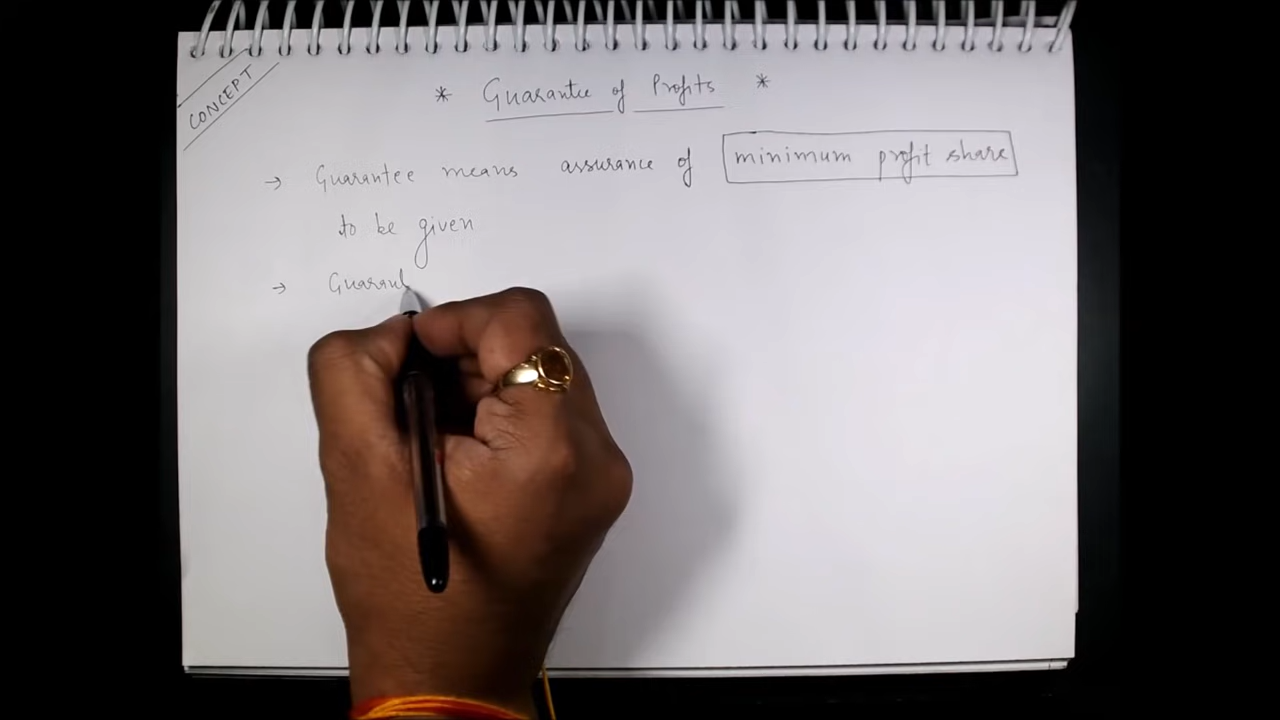 CONCEPT
* Guarantee of Profits *
→ Guarantee means assurance of minimum profit share
to be given
→